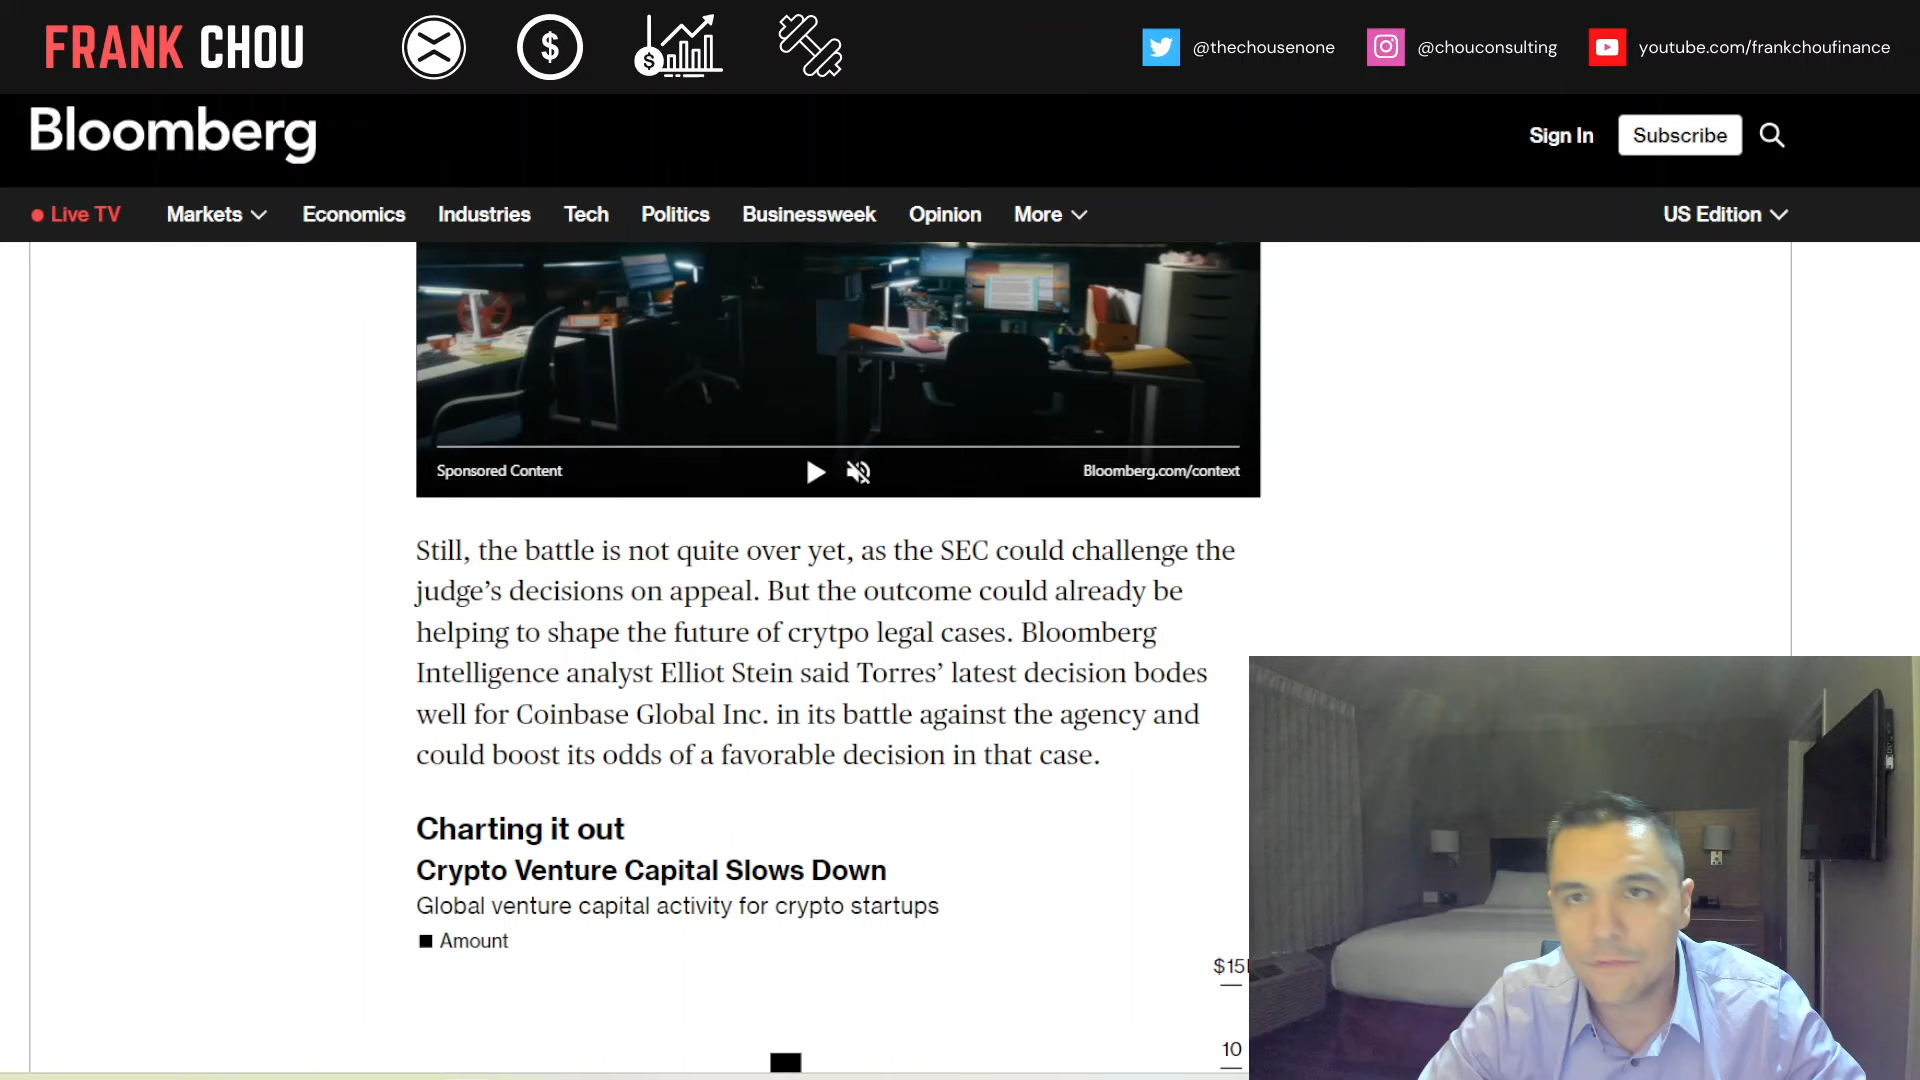 FRANK CHOU
@thechousenone
@chouconsulting
youtube.com/frankchoufinance
Bloomberg
Sign In
Subscribe
Live TV
Markets
Economics
Industries
Tech
Politics
Businessweek
Opinion
More
US Edition
Sponsored Content
Bloomberg.com/context
Still, the battle is not quite over yet, as the SEC could challenge the
judge’s decisions on appeal. But the outcome could already be
helping to shape the future of crytpo legal cases. Bloomberg
Intelligence analyst Elliot Stein said Torres’ latest decision bodes
well for Coinbase Global Inc. in its battle against the agency and
could boost its odds of a favorable decision in that case.
Charting it out
Crypto Venture Capital Slows Down
Global venture capital activity for crypto startups
Amount
$15
10